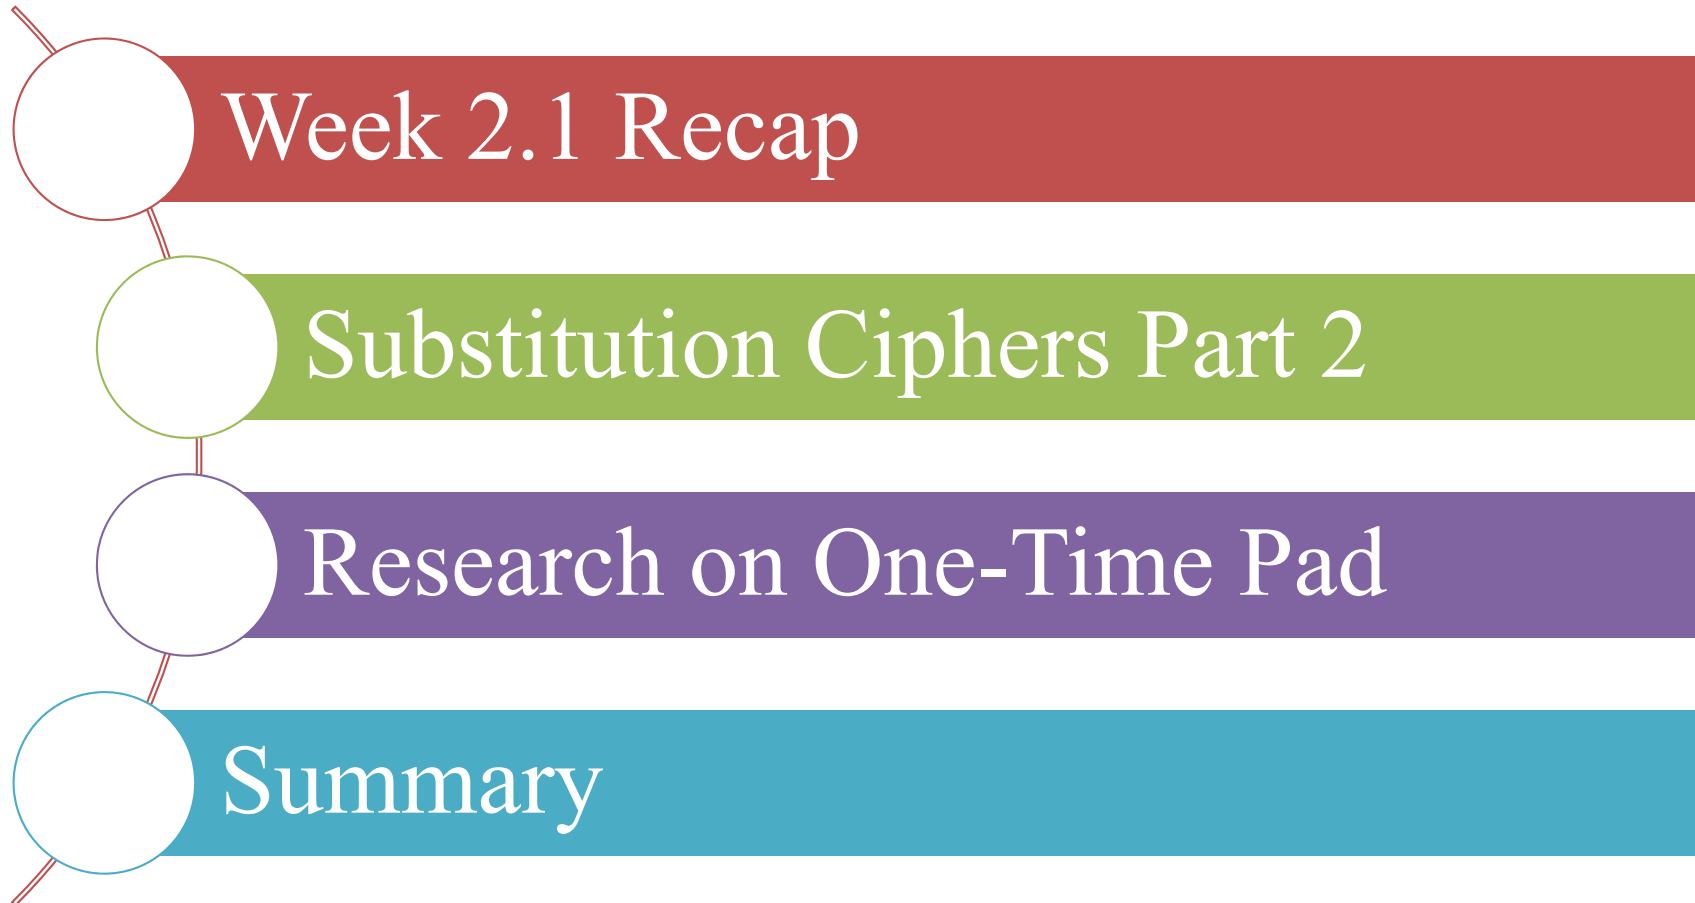 Week 2.1 Recap
Substitution Ciphers Part 2
Research on One-Time Pad
Summary